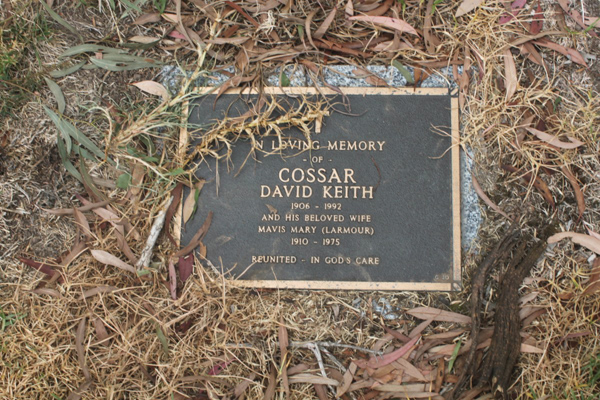 IN LOVING MEMORY
- OF -
COSSAR
DAVID KEITH
1906 - 1992
AND HIS BELOVED WIFE
MAVIS MARY (LARMOUR)
1910 - 1975
REUNITED - IN GOD'S CARE